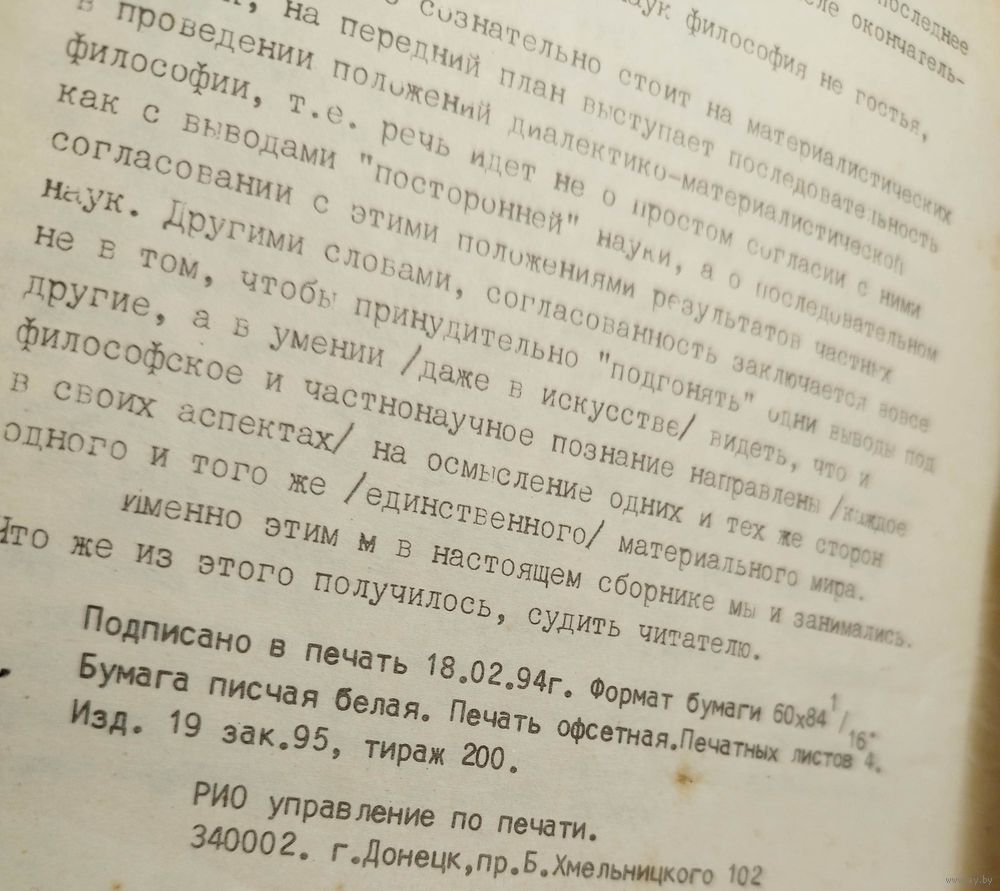 последнее
наук философия не гостья,
сознательно стоит на материалистических
на передний план выступает последовательность
в проведении положений диалектико-материалистической
философии, т.е. речь идет не о простом согласии с ними
как с выводами "посторонней" науки, а о последовательном
согласовании с этими положениями результатов частных
наук. Другими словами, согласованность заключается вовсе
не в том, чтобы принудительно "подгонять" одни выводы под
другие, а в умении /даже в искусстве/ видеть, что и
философское и частнонаучное познание направлены /каждое
в своих аспектах/ на осмысление одних и тех же сторон
одного и того же /единственного/ материального мира.
Именно этим м в настоящем сборнике мы и занимались.
Что же из этого получилось, судить читателю.
Подписано в печать 18.02.94г. Формат бумаги 60х84 1/16.
Бумага писчая белая. Печать офсетная.Печатных листов 4.
Изд. 19 зак.95, тираж 200.
РИО управление по печати.
340002. г.Донецк,пр.Б.Хмельницкого 102
www.ay.by